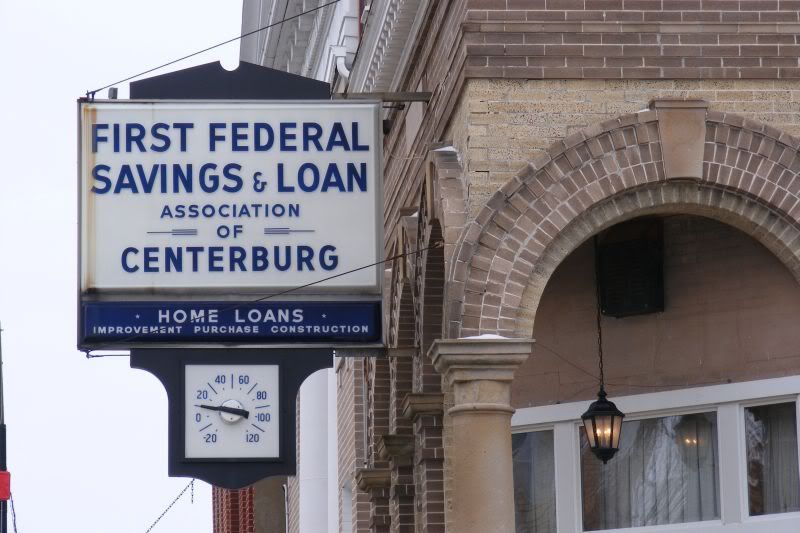 FIRST FEDERAL
SAVINGS & LOAN
ASSOCIATION
OF
CENTERBURG
* HOME LOANS *
IMPROVEMENT PURCHASE CONSTRUCTION
40 60
20 82
0 -100
-20 120